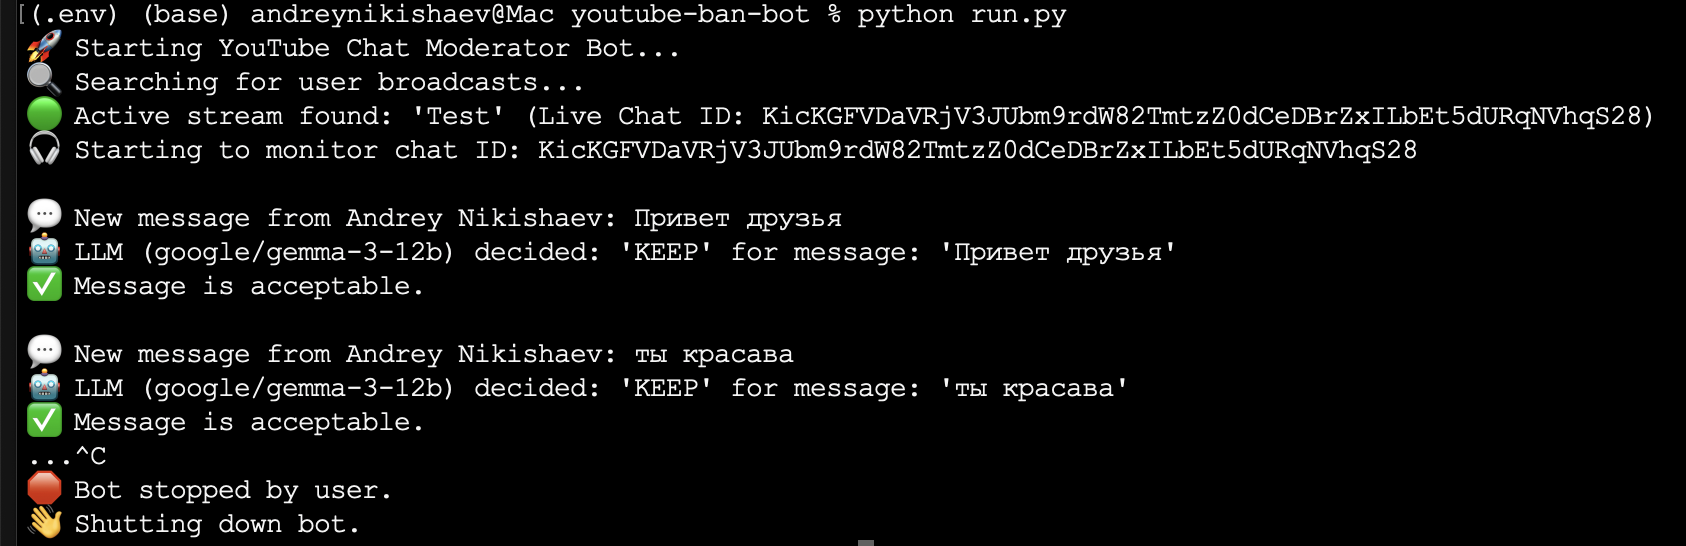 [(.env) (base) andreynikishaev@Mac youtube-ban-bot % python run.py
🚀 Starting YouTube Chat Moderator Bot...
🔍 Searching for user broadcasts...
🟢 Active stream found: 'Test' (Live Chat ID: KicKGFVDaVRjV3JUbm9rdW82TmtzZ0dCeDBrZxILbEt5dURqNVhqS28)
🎧 Starting to monitor chat ID: KicKGFVDaVRjV3JUbm9rdW82TmtzZ0dCeDBrZxILbEt5dURqNVhqS28
💬 New message from Andrey Nikishaev: Привет друзья
🤖 LLM (google/gemma-3-12b) decided: 'KEEP' for message: 'Привет друзья'
✅ Message is acceptable.
💬 New message from Andrey Nikishaev: ты красава
🤖 LLM (google/gemma-3-12b) decided: 'KEEP' for message: 'ты красава'
✅ Message is acceptable.
...^C
🛑 Bot stopped by user.
👋 Shutting down bot.